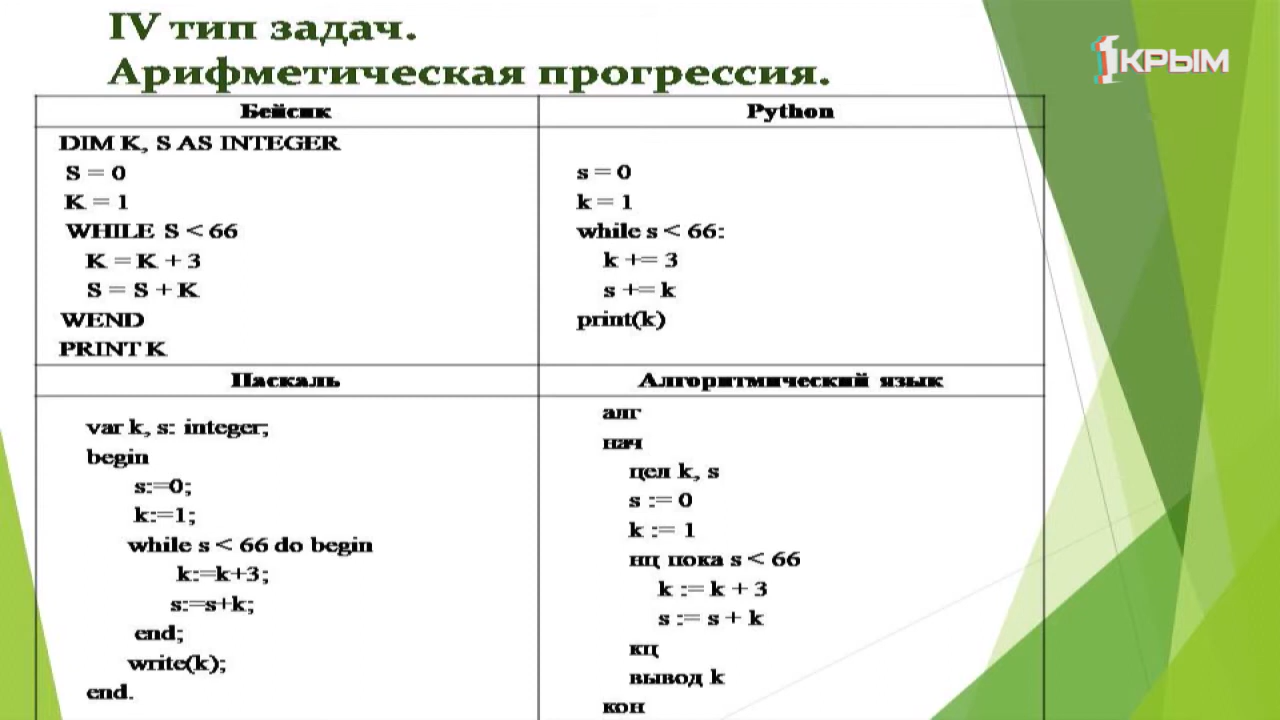 IV тип задач.
Арифметическая прогрессия.
1КРЫМ
Бейсик
DIM K, S AS INTEGER
S = 0
K = 1
WHILE S < 66
K = K + 3
S = S + K
WEND
PRINT K
Python
s = 0
k = 1
while s < 66:
k += 3
s += k
print(k)
Паскаль
var k, s: integer;
begin
s:=0;
k:=1;
while s < 66 do begin
k:=k+3;
s:=s+k;
end;
write(k);
end.
Алгоритмический язык
алг
нач
цел k, s
s := 0
k := 1
нц пока s < 66
k := k + 3
s := s + k
кц
вывод k
кон